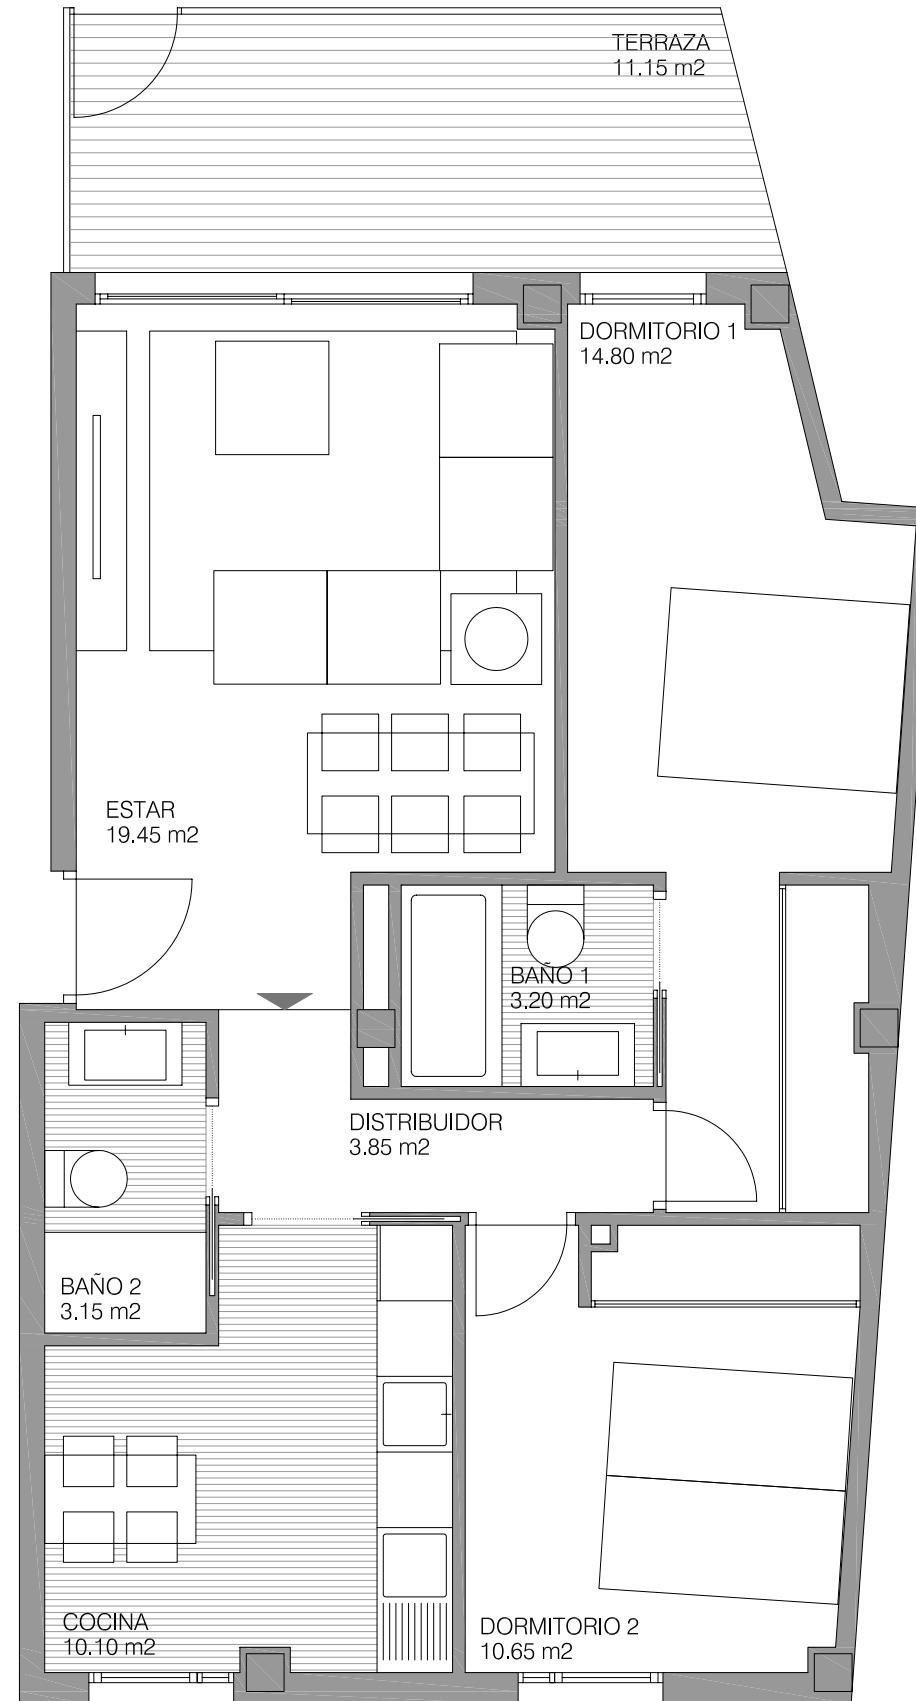 TERRAZA
11.15 m2
DORMITORIO 1
14.80 m2
ESTAR
19.45 m2
BAÑO 1
3.20 m2
DISTRIBUIDOR
3.85 m2
BAÑO 2
3.15 m2
COCINA
10.10 m2
DORMITORIO 2
10.65 m2